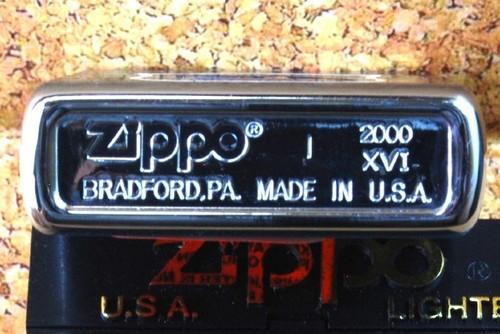 Zippo® | 2000
XVI
BRADFORD,PA. MADE IN U.S.A.
Zippo ®
U.S.A. LIGHTE